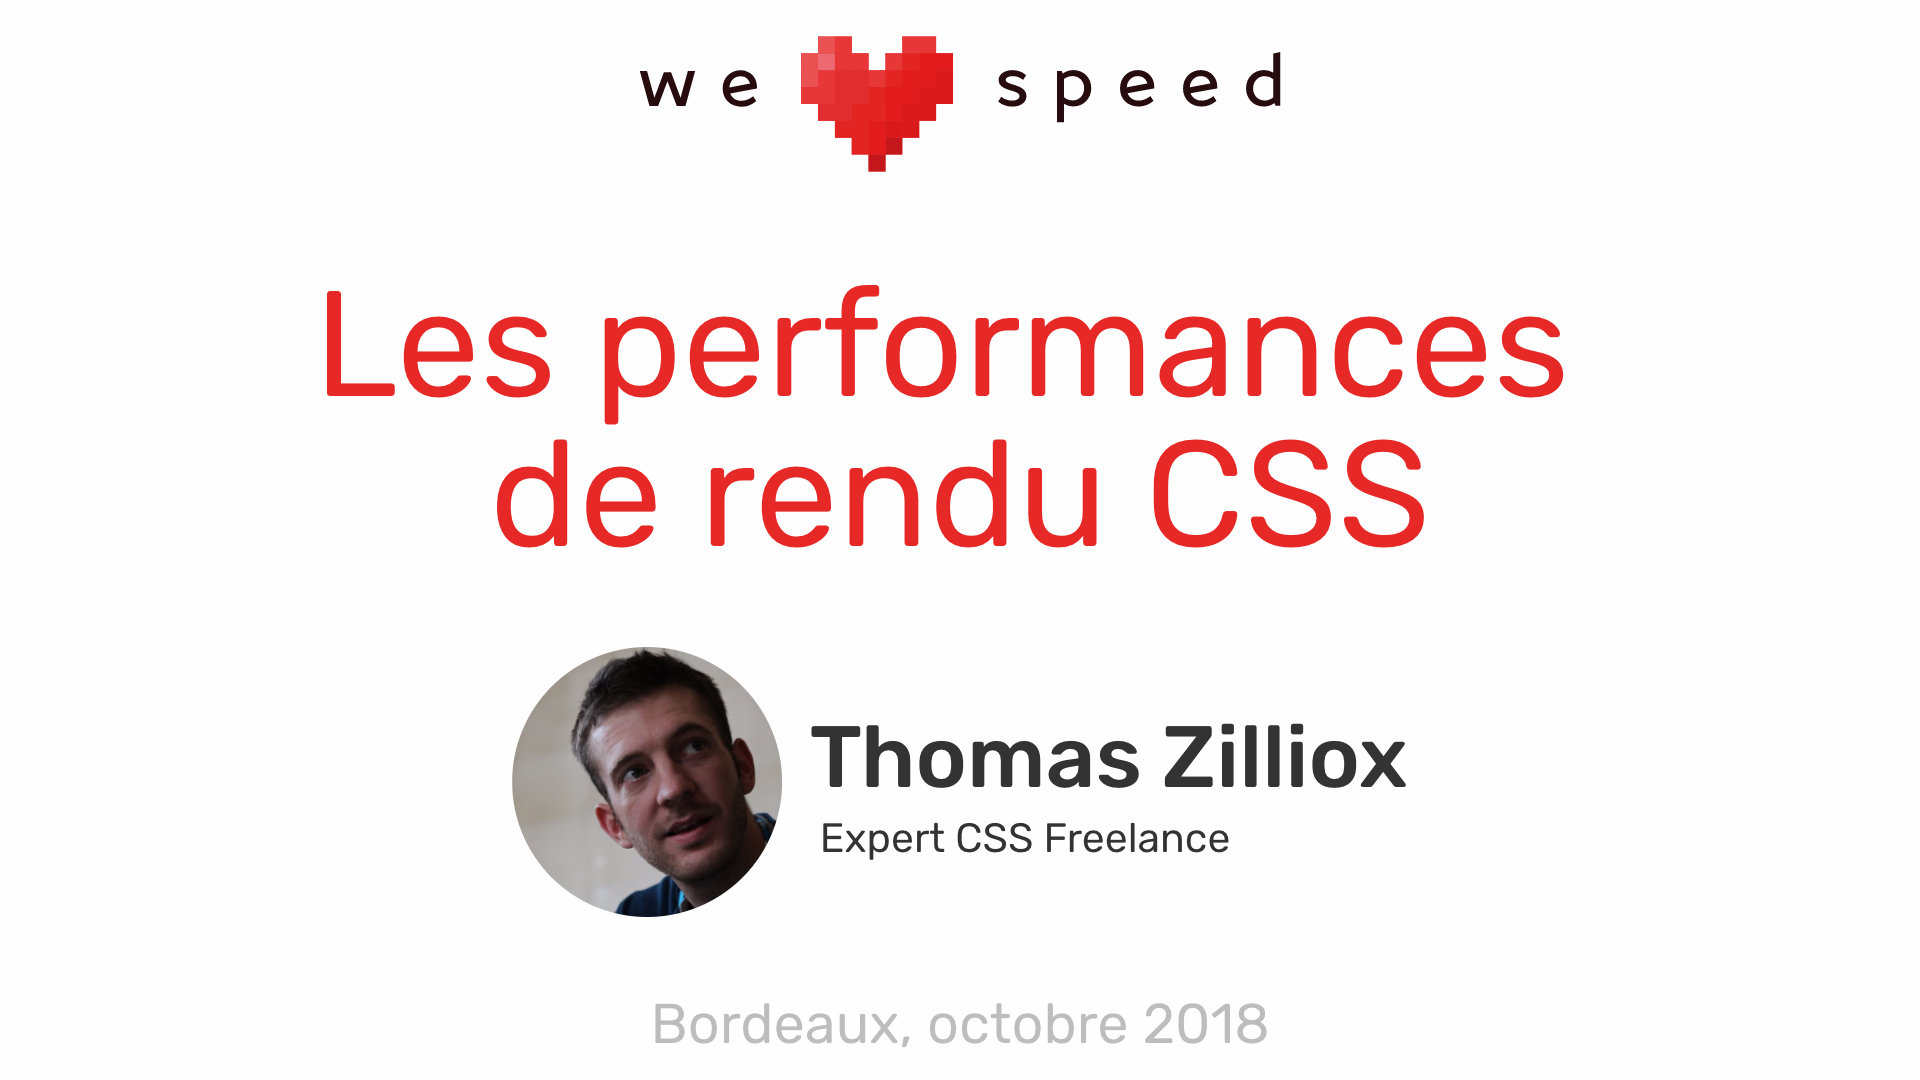 we speed
Les performances
de rendu CSS
Thomas Zilliox
Expert CSS Freelance
Bordeaux, octobre 2018